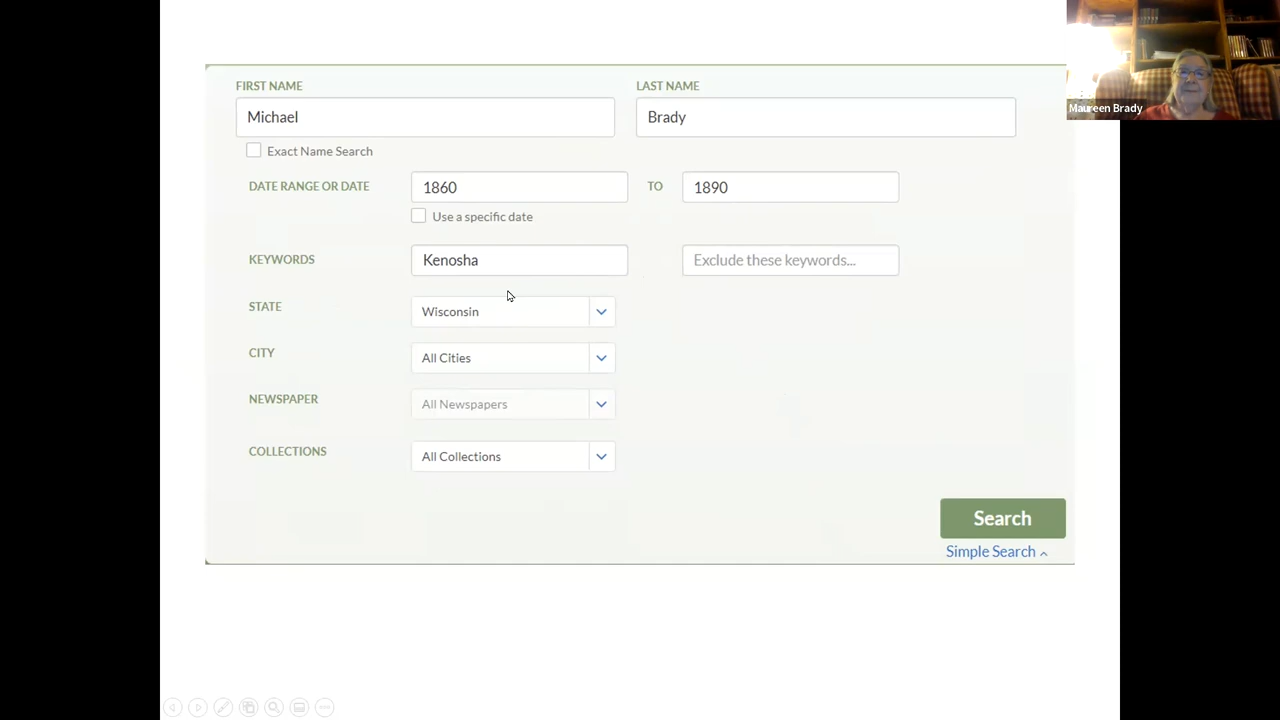 FIRST NAME
LAST NAME
Maureen Brady
Michael
Brady
Exact Name Search
DATE RANGE OR DATE
1860
TO
1890
Use a specific date
KEYWORDS
Kenosha
Exclude these keywords...
STATE
Wisconsin
CITY
All Cities
NEWSPAPER
All Newspapers
COLLECTIONS
All Collections
Search
Simple Search